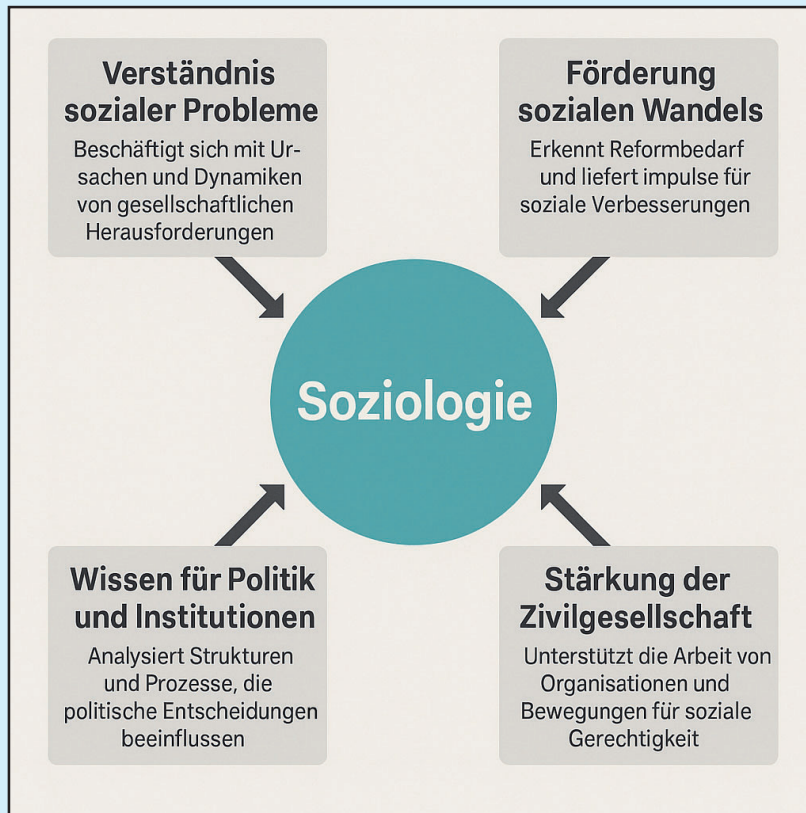 Verständnis
sozialer Probleme
Beschäftigt sich mit Ur-
sachen und Dynamiken
von gesellschaftlichen
Herausforderungen
Förderung
sozialen Wandels
Erkennt Reformbedarf
und liefert impulse für
soziale Verbesserungen
Soziologie
Wissen für Politik
und Institutionen
Analysiert Strukturen
und Prozesse, die
politische Entscheidungen
beeinflussen
Stärkung der
Zivilgesellschaft
Unterstützt die Arbeit von
Organisationen und
Bewegungen für soziale
Gerechtigkeit